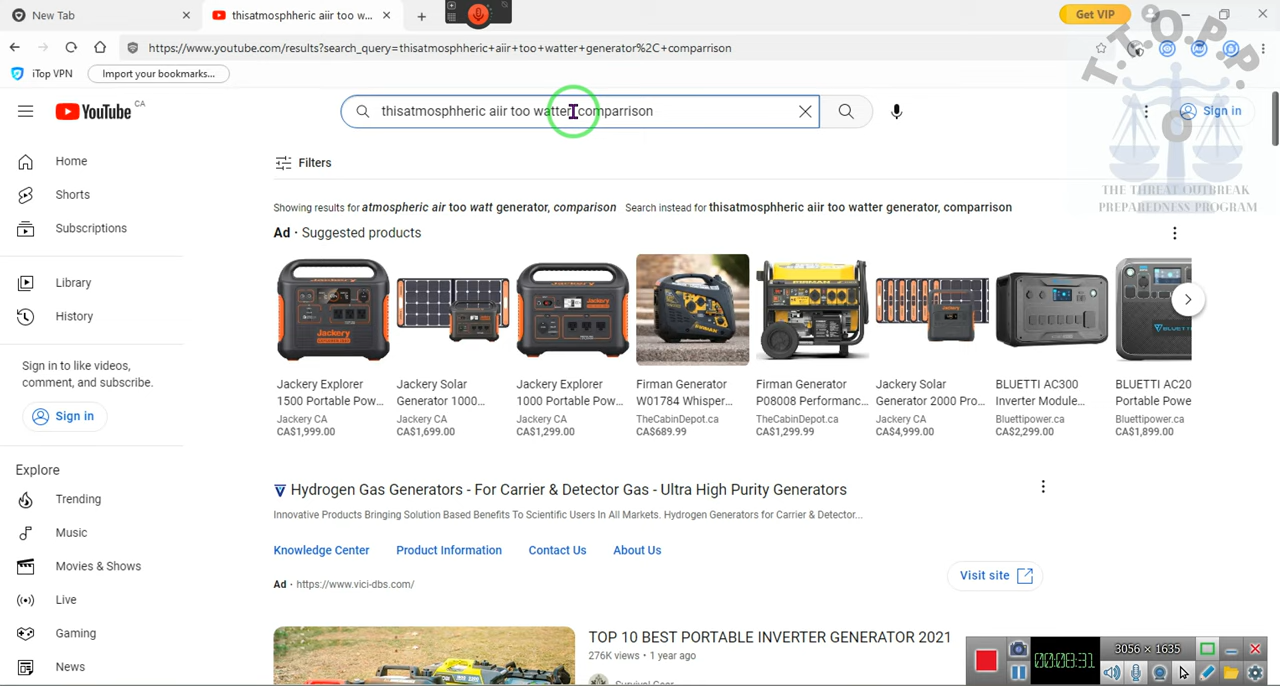 New Tab
thisatmosphheric aiir too w...
Get VIP
https://www.youtube.com/results?search_query=thisatmosphheric+aiir+too+watter+generator%2C+comparrison
iTop VPN
Import your bookmarks...
YouTube CA
thisatmosphheric aiir too watter, comparrison
Sign in
T.T.O.P.P.
THE THREAT OUTBREAK
PREPAREDNESS PROGRAM
Home
Shorts
Subscriptions
Library
History
Sign in to like videos,
comment, and subscribe.
Sign in
Explore
Trending
Music
Movies & Shows
Live
Gaming
News
Filters
Showing results for atmospheric air too watt generator, comparison Search instead for thisatmosphheric aiir too watter generator, comparrison
Ad · Suggested products
Jackery
Jackery Explorer
1500 Portable Pow...
Jackery CA
CA$1,999.00
Jackery Solar
Generator 1000...
Jackery CA
CA$1,699.00
Jackery
Jackery Explorer
1000 Portable Pow...
Jackery CA
CA$1,299.00
FIRMAN
Firman Generator
W01784 Whisper...
TheCabinDepot.ca
CA$689.99
Firman Generator
P08008 Performanc...
TheCabinDepot.ca
CA$1,299.99
Jackery Solar
Generator 2000 Pro...
Jackery CA
CA$4,999.00
BLUETTI AC300
Inverter Module...
Bluettipower.ca
CA$2,299.00
BLUETTI
BLUETTI AC20
Portable Powe
Bluettipower.ca
CA$1,899.00
Hydrogen Gas Generators - For Carrier & Detector Gas - Ultra High Purity Generators
Innovative Products Bringing Solution Based Benefits To Scientific Users In All Markets. Hydrogen Generators for Carrier & Detector...
Knowledge Center
Product Information
Contact Us
About Us
Ad · https://www.vici-dbs.com/
Visit site
TOP 10 BEST PORTABLE INVERTER GENERATOR 2021
276K views • 1 year ago
Survival Gear
3056 × 1635
00:08:31